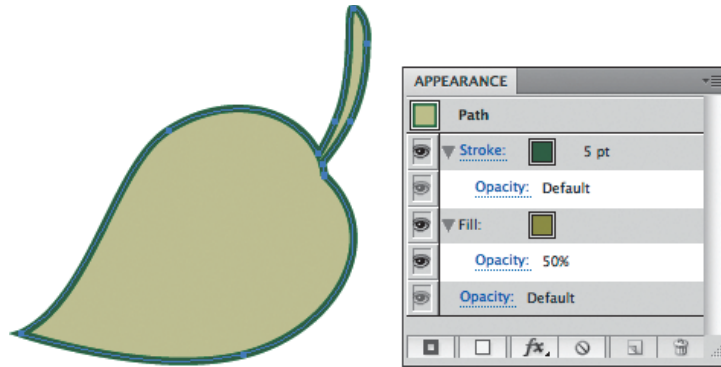 APPEARANCE
Path
Stroke: 5 pt
Opacity: Default
Fill:
Opacity: 50%
Opacity: Default
fx